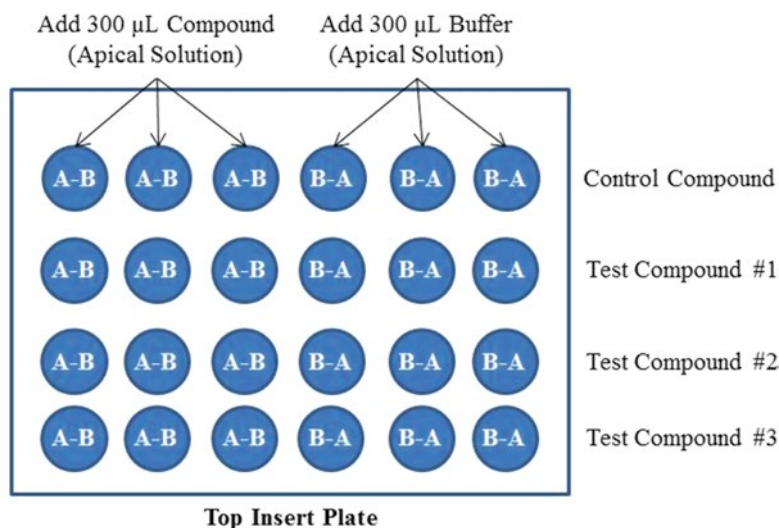 Add 300 µL Compound
(Apical Solution)
Add 300 µL Buffer
(Apical Solution)
A-B A-B A-B B-A B-A B-A Control Compound
A-B A-B A-B B-A B-A B-A Test Compound #1
A-B A-B A-B B-A B-A B-A Test Compound #2
A-B A-B A-B B-A B-A B-A Test Compound #3
Top Insert Plate